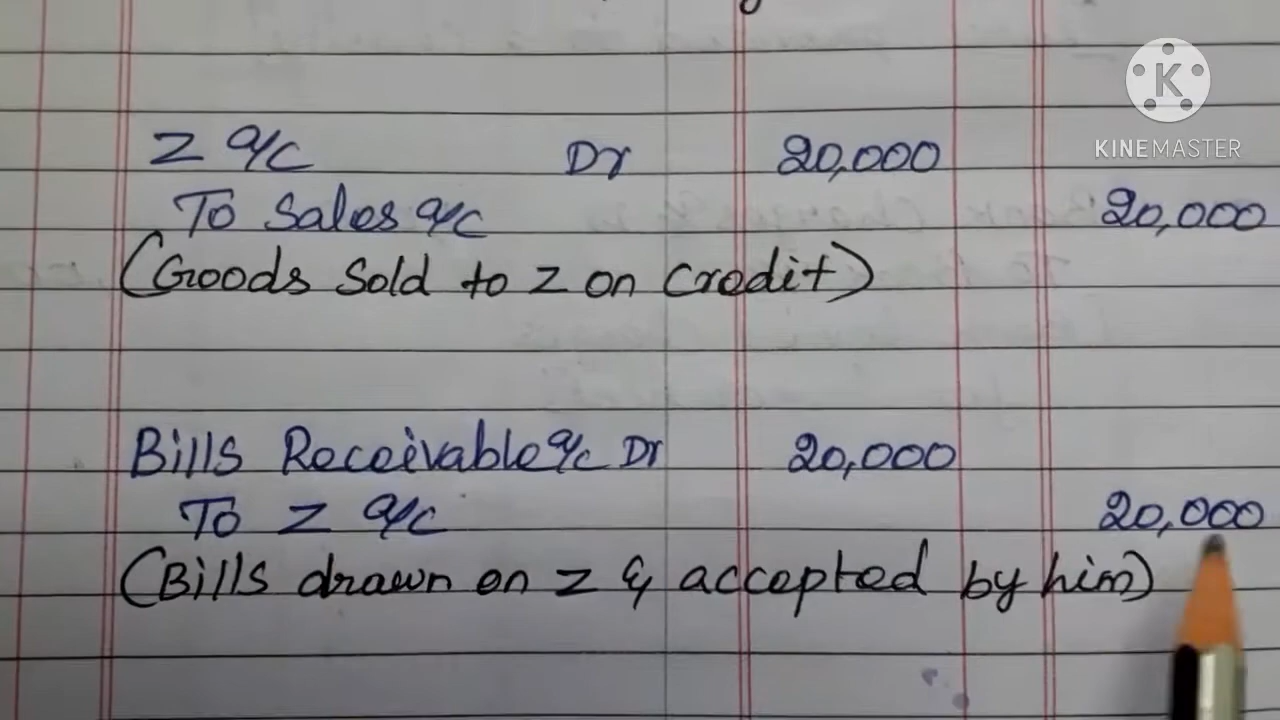 K
KINEMASTER
Z a/c Dr 20,000
To Sales a/c 20,000
(Goods Sold to Z on Credit)
Bills Receivable a/c Dr 20,000
To Z a/c 20,000
(Bills drawn on Z & accepted by him)